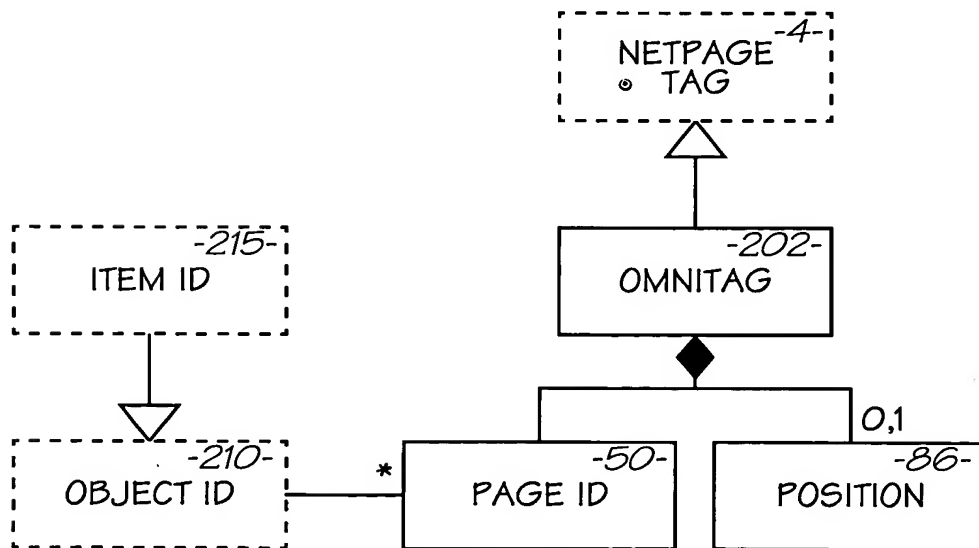 -4-
NETPAGE
TAG
-215-
ITEM ID
-202-
OMNITAG
0,1
-210-
OBJECT ID
*
-50-
PAGE ID
-86-
POSITION